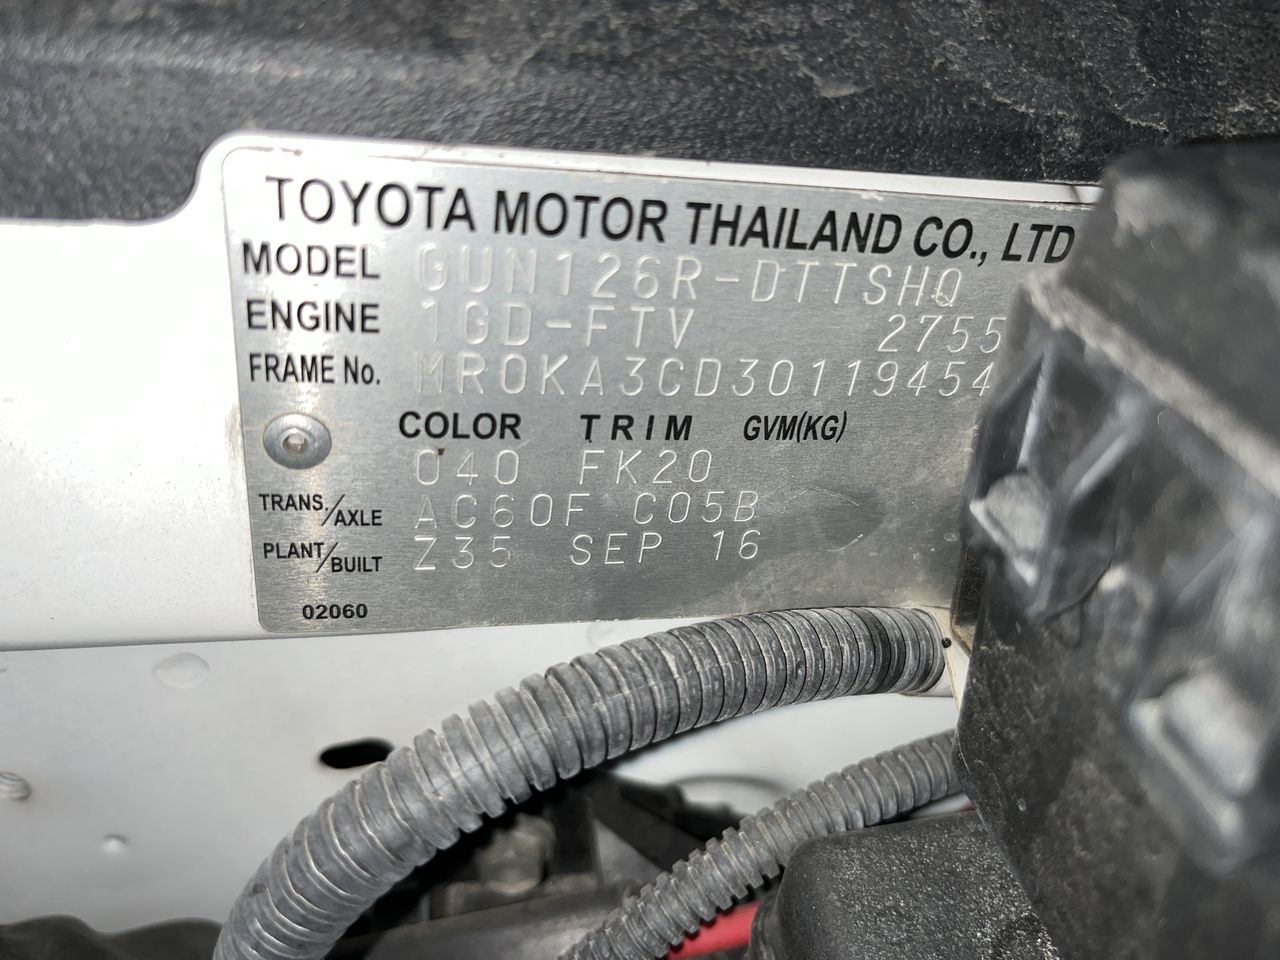 TOYOTA MOTOR THAILAND CO., LTD
MODEL GUN126R-DTTSHQ
ENGINE 1GD-FTV 2755
FRAME No. MR0KA3CD30119454
COLOR TRIM GVM(KG)
040 FK20
TRANS./AXLE AC60F C05B
PLANT/BUILT Z35 SEP 16
02060